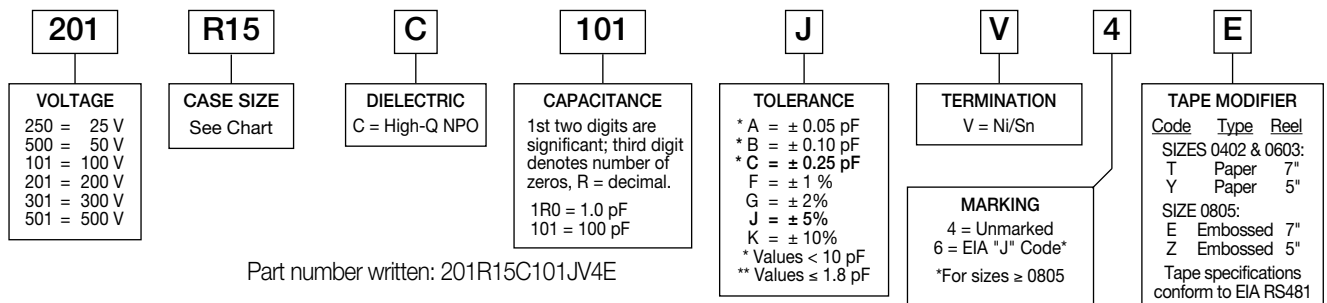 201 R15 C 101 J V 4 E
VOLTAGE
250 = 25 V
500 = 50 V
101 = 100 V
201 = 200 V
301 = 300 V
501 = 500 V
CASE SIZE
See Chart
DIELECTRIC
C = High-Q NPO
CAPACITANCE
1st two digits are
significant; third digit
denotes number of
zeros, R = decimal.
1R0 = 1.0 pF
101 = 100 pF
TOLERANCE
* A = ± 0.05 pF
* B = ± 0.10 pF
* C = ± 0.25 pF
F = ± 1 %
G = ± 2%
J = ± 5%
K = ± 10%
* Values < 10 pF
** Values ≤ 1.8 pF
TERMINATION
V = Ni/Sn
MARKING
4 = Unmarked
6 = EIA "J" Code*
*For sizes ≥ 0805
TAPE MODIFIER
Code Type Reel
SIZES 0402 & 0603:
T Paper 7"
Y Paper 5"
SIZE 0805:
E Embossed 7"
Z Embossed 5"
Tape specifications
conform to EIA RS481
Part number written: 201R15C101JV4E